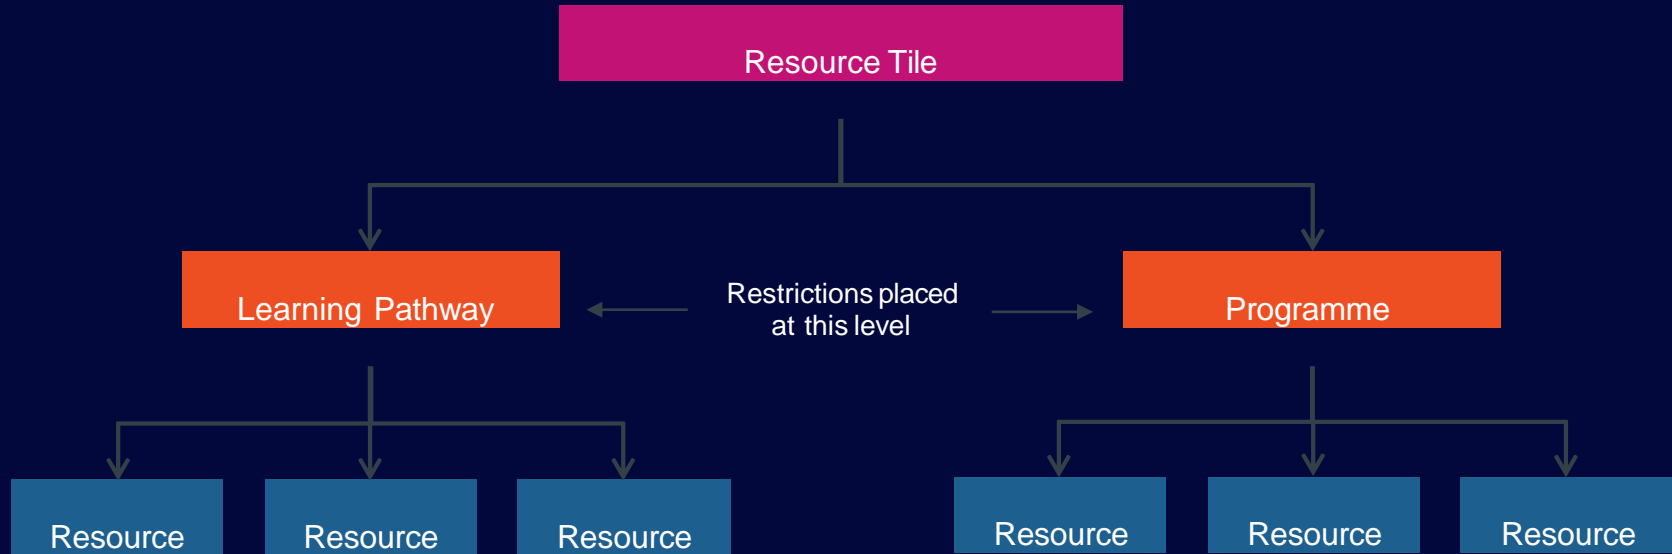 Resource Tile
Learning Pathway
Restrictions placed
at this level
Programme
Resource
Resource
Resource
Resource
Resource
Resource